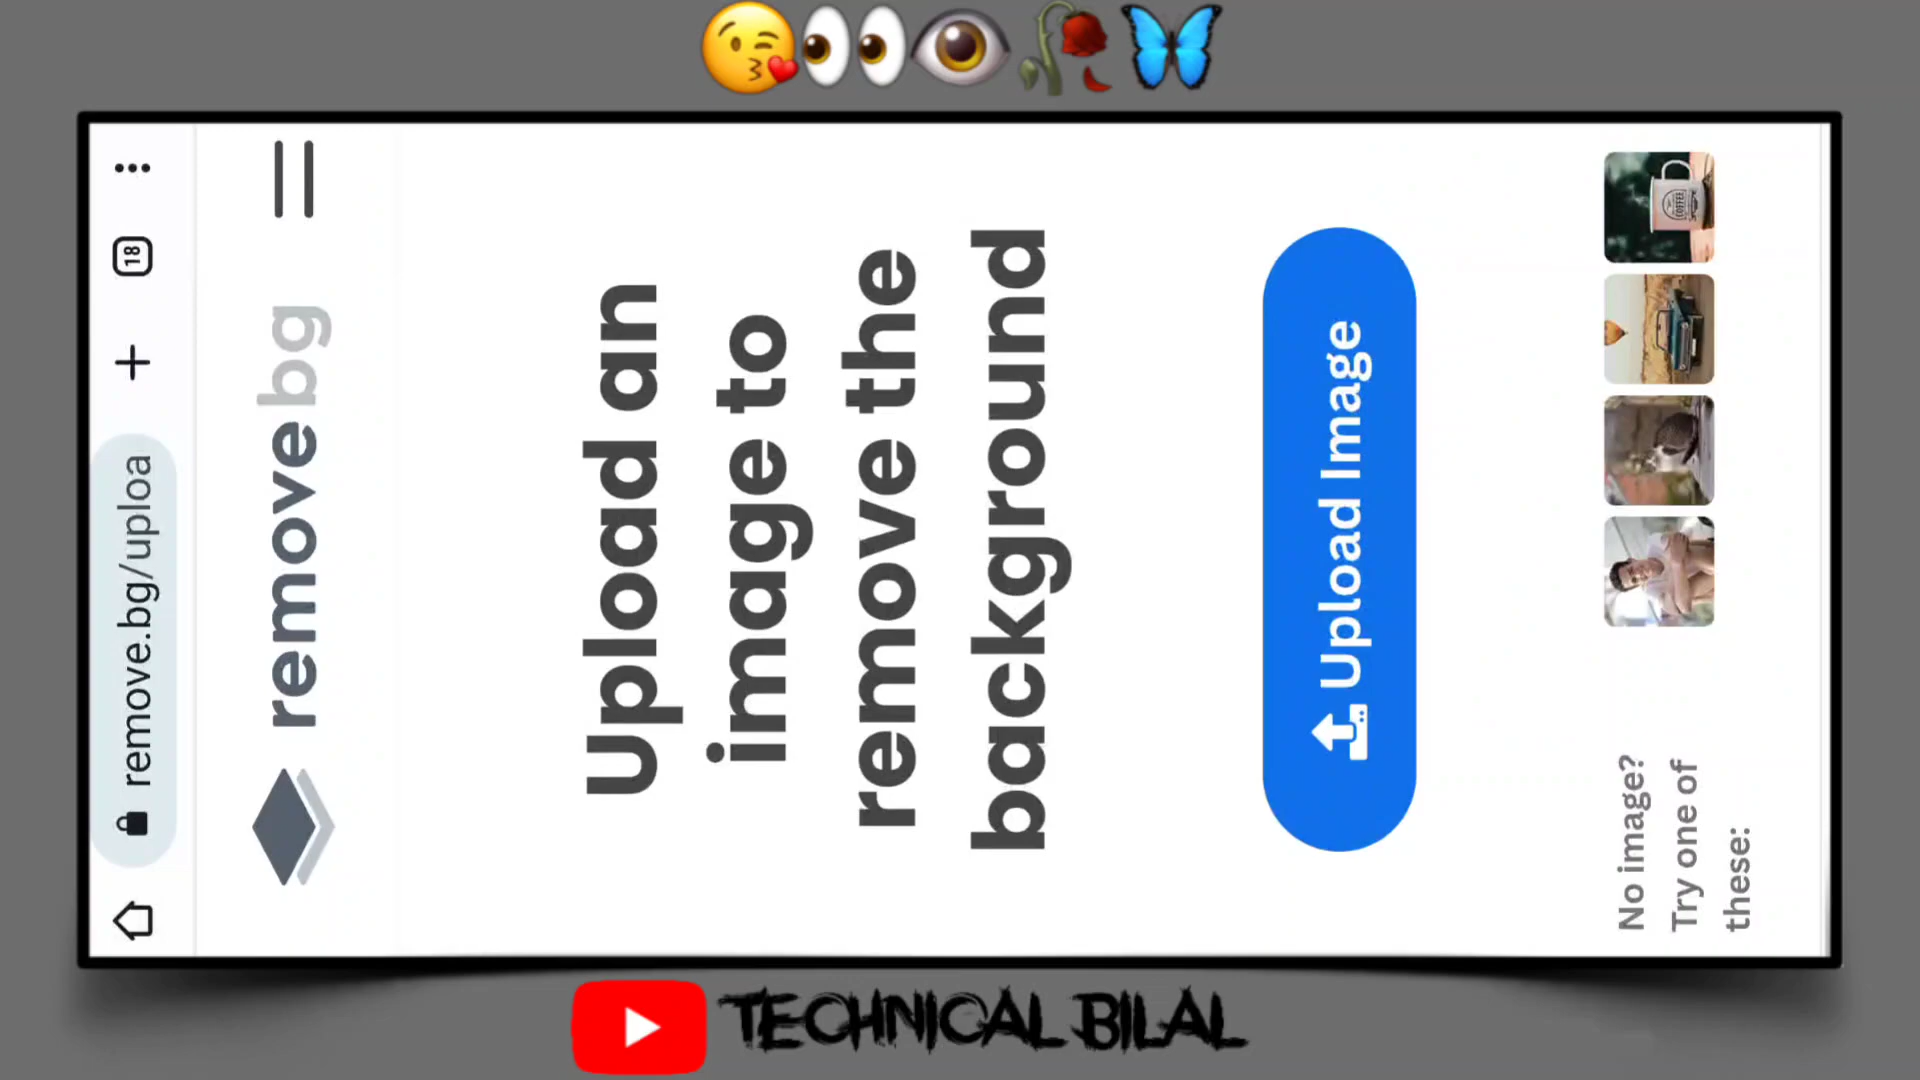 18
remove.bg/uploa
remove bg
Upload an
image to
remove the
background
Upload Image
No image?
Try one of
these:
COFFEE
TECHNICAL BILAL